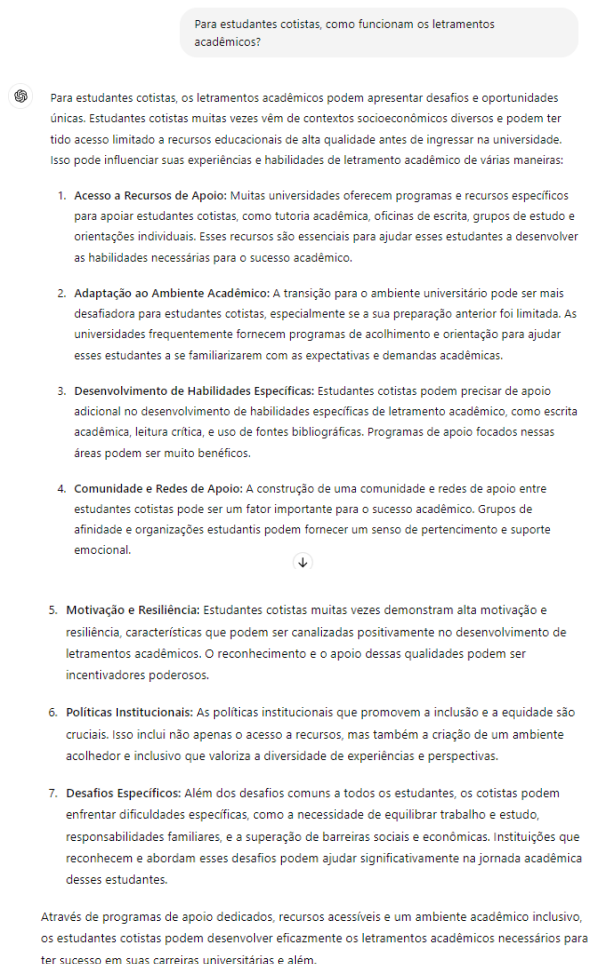 Para estudantes cotistas, como funcionam os letramentos
acadêmicos?
Para estudantes cotistas, os letramentos acadêmicos podem apresentar desafios e oportunidades
únicas. Estudantes cotistas muitas vezes vêm de contextos socioeconômicos diversos e podem ter
tido acesso limitado a recursos educacionais de alta qualidade antes de ingressar na universidade.
Isso pode influenciar suas experiências e habilidades de letramento acadêmico de várias maneiras:
1. Acesso a Recursos de Apoio: Muitas universidades oferecem programas e recursos específicos
para apoiar estudantes cotistas, como tutoria acadêmica, oficinas de escrita, grupos de estudo e
orientações individuais. Esses recursos são essenciais para ajudar esses estudantes a desenvolver
as habilidades necessárias para o sucesso acadêmico.
2. Adaptação ao Ambiente Acadêmico: A transição para o ambiente universitário pode ser mais
desafiadora para estudantes cotistas, especialmente se a sua preparação anterior foi limitada. As
universidades frequentemente fornecem programas de acolhimento e orientação para ajudar
esses estudantes a se familiarizarem com as expectativas e demandas acadêmicas.
3. Desenvolvimento de Habilidades Específicas: Estudantes cotistas podem precisar de apoio
adicional no desenvolvimento de habilidades específicas de letramento acadêmico, como escrita
acadêmica, leitura crítica, e uso de fontes bibliográficas. Programas de apoio focados nessas
áreas podem ser muito benéficos.
4. Comunidade e Redes de Apoio: A construção de uma comunidade e redes de apoio entre
estudantes cotistas pode ser um fator importante para o sucesso acadêmico. Grupos de
afinidade e organizações estudantis podem fornecer um senso de pertencimento e suporte
emocional.
5. Motivação e Resiliência: Estudantes cotistas muitas vezes demonstram alta motivação e
resiliência, características que podem ser canalizadas positivamente no desenvolvimento de
letramentos acadêmicos. O reconhecimento e o apoio dessas qualidades podem ser
incentivadores poderosos.
6. Políticas Institucionais: As políticas institucionais que promovem a inclusão e a equidade são
cruciais. Isso inclui não apenas o acesso a recursos, mas também a criação de um ambiente
acolhedor e inclusivo que valoriza a diversidade de experiências e perspectivas.
7. Desafios Específicos: Além dos desafios comuns a todos os estudantes, os cotistas podem
enfrentar dificuldades específicas, como a necessidade de equilibrar trabalho e estudo,
responsabilidades familiares, e a superação de barreiras sociais e econômicas. Instituições que
reconhecem e abordam esses desafios podem ajudar significativamente na jornada acadêmica
desses estudantes.
Através de programas de apoio dedicados, recursos acessíveis e um ambiente acadêmico inclusivo,
os estudantes cotistas podem desenvolver eficazmente os letramentos acadêmicos necessários para
ter sucesso em suas carreiras universitárias e além.